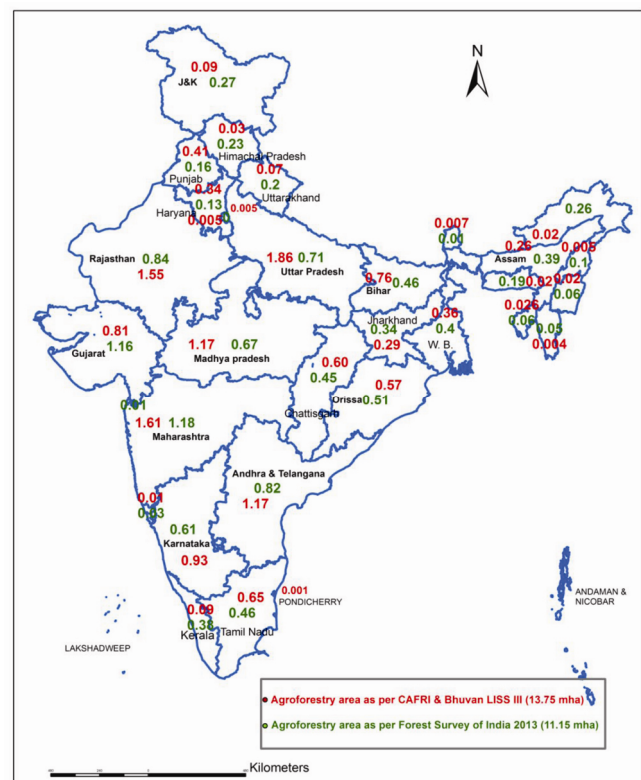 N
0.09
J&K 0.27
0.03
0.23
Himachal Pradesh
0.41
0.16
Punjab
0.07
0.2
Uttarakhand
0.34
0.13
Haryana
0.005
0
0.005
Rajasthan 0.84
1.55
1.86 0.71
Uttar Pradesh
0.007
0.01
0.26
0.02
0.26
Assam 0.39
0.005
0.1
0.19
0.02
0.02
0.06
0.026
0.06
0.05
0.004
0.76
0.46
Bihar
Jharkhand
0.34
0.29
0.36
0.4
W. B.
0.81
1.16
Gujarat
1.17 0.67
Madhya pradesh
0.60
0.45
Chattisgarh
0.57
Orissa 0.51
0.01
1.61 1.18
Maharashtra
Andhra & Telangana
0.82
1.17
0.01
0.03
0.61
Karnataka
0.93
0.65
0.46
Tamil Nadu
0.001
PONDICHERRY
0.09
0.38
Kerala
ANDAMAN &
NICOBAR
LAKSHADWEEP
Agroforestry area as per CAFRI & Bhuvan LISS III (13.75 mha)
Agroforestry area as per Forest Survey of India 2013 (11.15 mha)
Kilometers